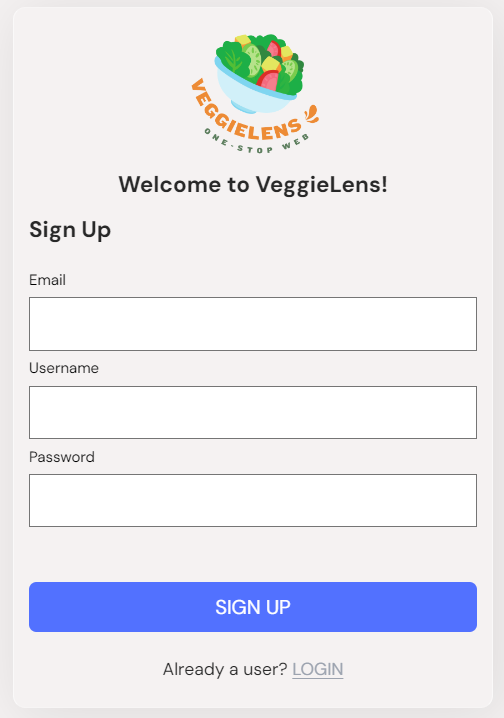 VEGGIELENS
ONE-STOP WEB
Welcome to VeggieLens!
Sign Up
Email
Username
Password
SIGN UP
Already a user? LOGIN